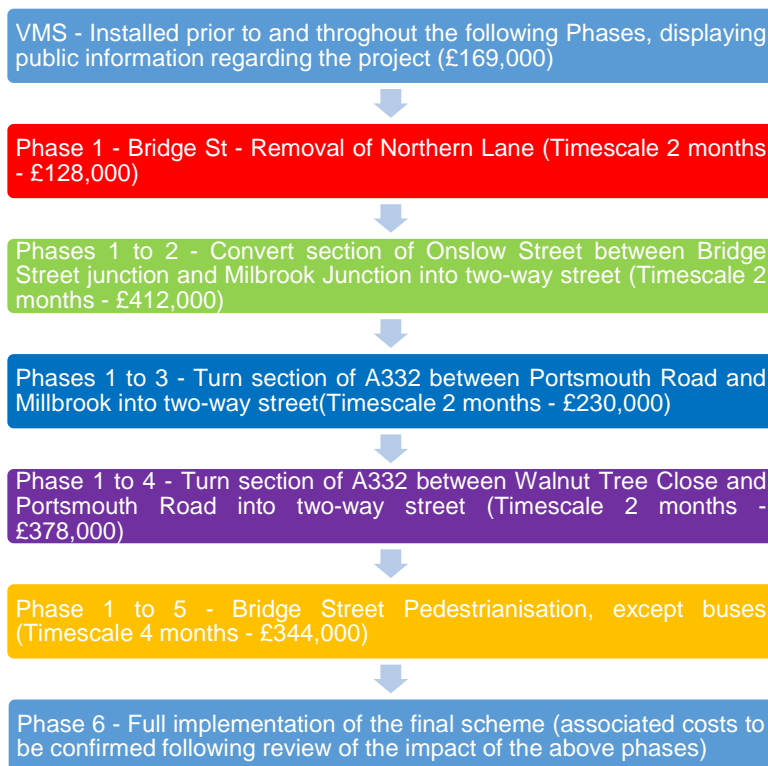 VMS - Installed prior to and throghout the following Phases, displaying
public information regarding the project (£169,000)
Phase 1 - Bridge St - Removal of Northern Lane (Timescale 2 months
- £128,000)
Phases 1 to 2 - Convert section of Onslow Street between Bridge
Street junction and Milbrook Junction into two-way street (Timescale 2
months - £412,000)
Phases 1 to 3 - Turn section of A332 between Portsmouth Road and
Millbrook into two-way street(Timescale 2 months - £230,000)
Phase 1 to 4 - Turn section of A332 between Walnut Tree Close and
Portsmouth Road into two-way street (Timescale 2 months -
£378,000)
Phase 1 to 5 - Bridge Street Pedestrianisation, except buses
(Timescale 4 months - £344,000)
Phase 6 - Full implementation of the final scheme (associated costs to
be confirmed following review of the impact of the above phases)